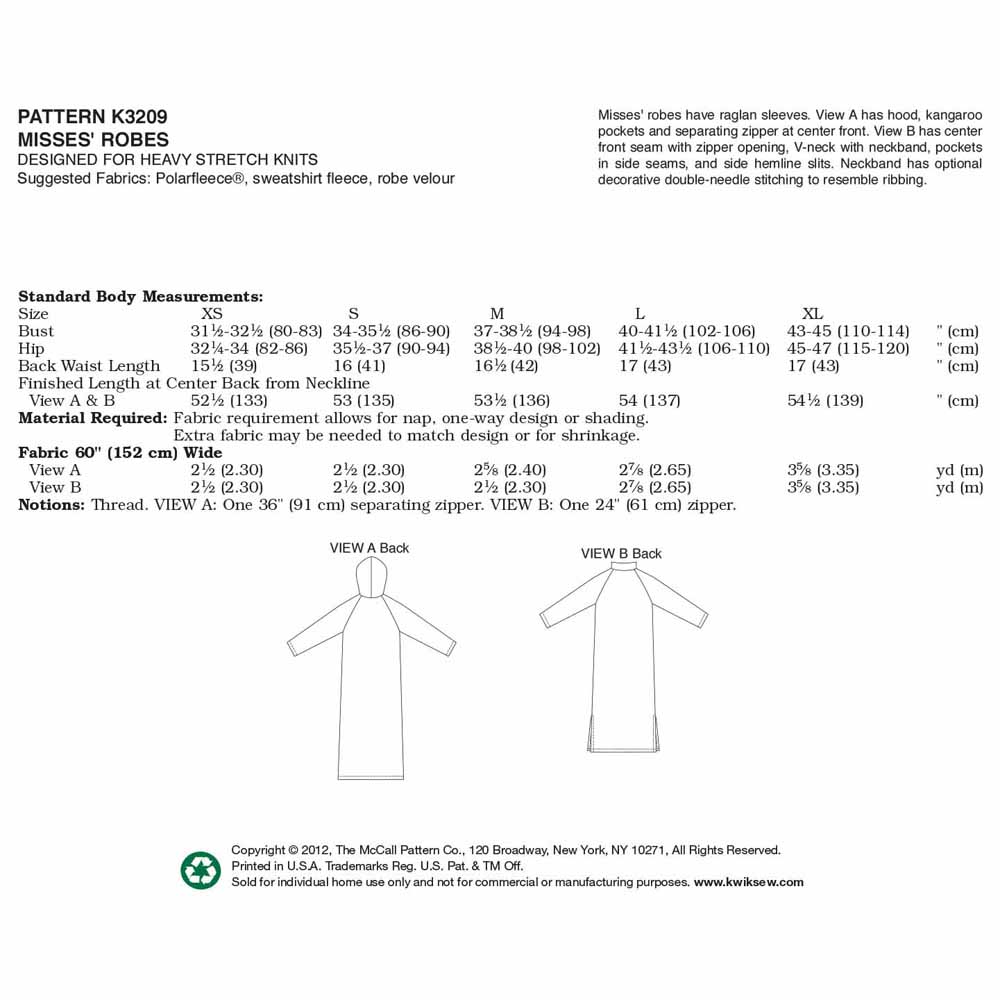 PATTERN K3209
MISSES' ROBES
DESIGNED FOR HEAVY STRETCH KNITS
Suggested Fabrics: Polarfleece®, sweatshirt fleece, robe velour
Misses' robes have raglan sleeves. View A has hood, kangaroo
pockets and separating zipper at center front. View B has center
front seam with zipper opening, V-neck with neckband, pockets
in side seams, and side hemline slits. Neckband has optional
decorative double-needle stitching to resemble ribbing.
Standard Body Measurements:
Size XS S M L XL
Bust 31½-32½ (80-83) 34-35½ (86-90) 37-38½ (94-98) 40-41½ (102-106) 43-45 (110-114) " (cm)
Hip 32¼-34 (82-86) 35½-37 (90-94) 38½-40 (98-102) 41½-43½ (106-110) 45-47 (115-120) " (cm)
Back Waist Length 15½ (39) 16 (41) 16½ (42) 17 (43) 17 (43) " (cm)
Finished Length at Center Back from Neckline
View A & B 52½ (133) 53 (135) 53½ (136) 54 (137) 54½ (139) " (cm)
Material Required: Fabric requirement allows for nap, one-way design or shading.
Extra fabric may be needed to match design or for shrinkage.
Fabric 60" (152 cm) Wide
View A 2½ (2.30) 2½ (2.30) 2⅝ (2.40) 2⅞ (2.65) 3⅝ (3.35) yd (m)
View B 2½ (2.30) 2½ (2.30) 2½ (2.30) 2⅞ (2.65) 3⅝ (3.35) yd (m)
Notions: Thread. VIEW A: One 36" (91 cm) separating zipper. VIEW B: One 24" (61 cm) zipper.
VIEW A Back
VIEW B Back
Copyright © 2012, The McCall Pattern Co., 120 Broadway, New York, NY 10271, All Rights Reserved.
Printed in U.S.A. Trademarks Reg. U.S. Pat. & TM Off.
Sold for individual home use only and not for commercial or manufacturing purposes. www.kwiksew.com